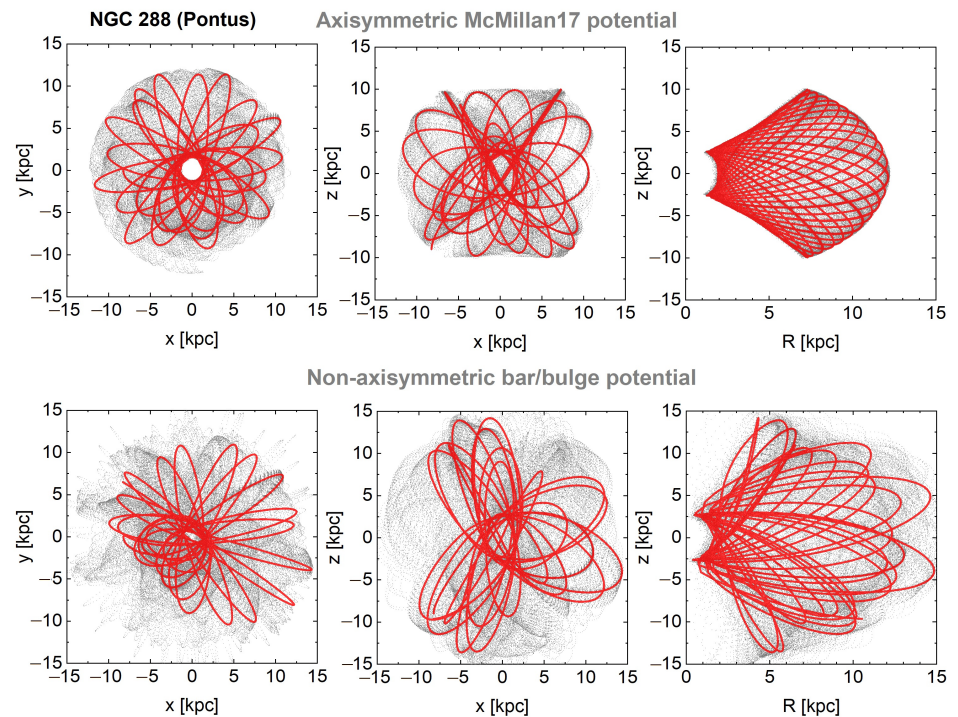 NGC 288 (Pontus) Axisymmetric McMillan17 potential
15 15 15
10 10 10
5 5 5
y [kpc] 0 z [kpc] 0 z [kpc] 0
−5 −5 −5
−10 −10 −10
−15 −15 −15
−15 −10 −5 0 5 10 15 −15 −10 −5 0 5 10 15 0 5 10 15
x [kpc] x [kpc] R [kpc]
Non-axisymmetric bar/bulge potential
15 15 15
10 10 10
5 5 5
y [kpc] 0 z [kpc] 0 z [kpc] 0
−5 −5 −5
−10 −10 −10
−15 −15 −15
−15 −10 −5 0 5 10 15 −15 −10 −5 0 5 10 15 0 5 10 15
x [kpc] x [kpc] R [kpc]